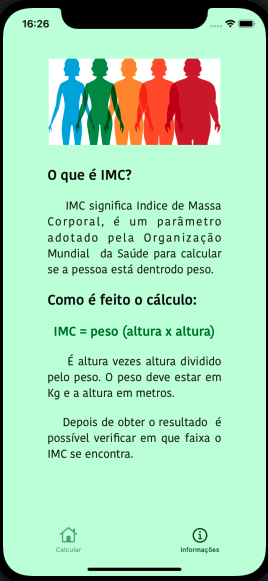 16:26
O que é IMC?
IMC significa Indice de Massa
Corporal, é um parâmetro
adotado pela Organização
Mundial da Saúde para calcular
se a pessoa está dentrodo peso.
Como é feito o cálculo:
IMC = peso (altura x altura)
É altura vezes altura dividido
pelo peso. O peso deve estar em
Kg e a altura em metros.
Depois de obter o resultado é
possível verificar em que faixa o
IMC se encontra.
Calcular
Informações